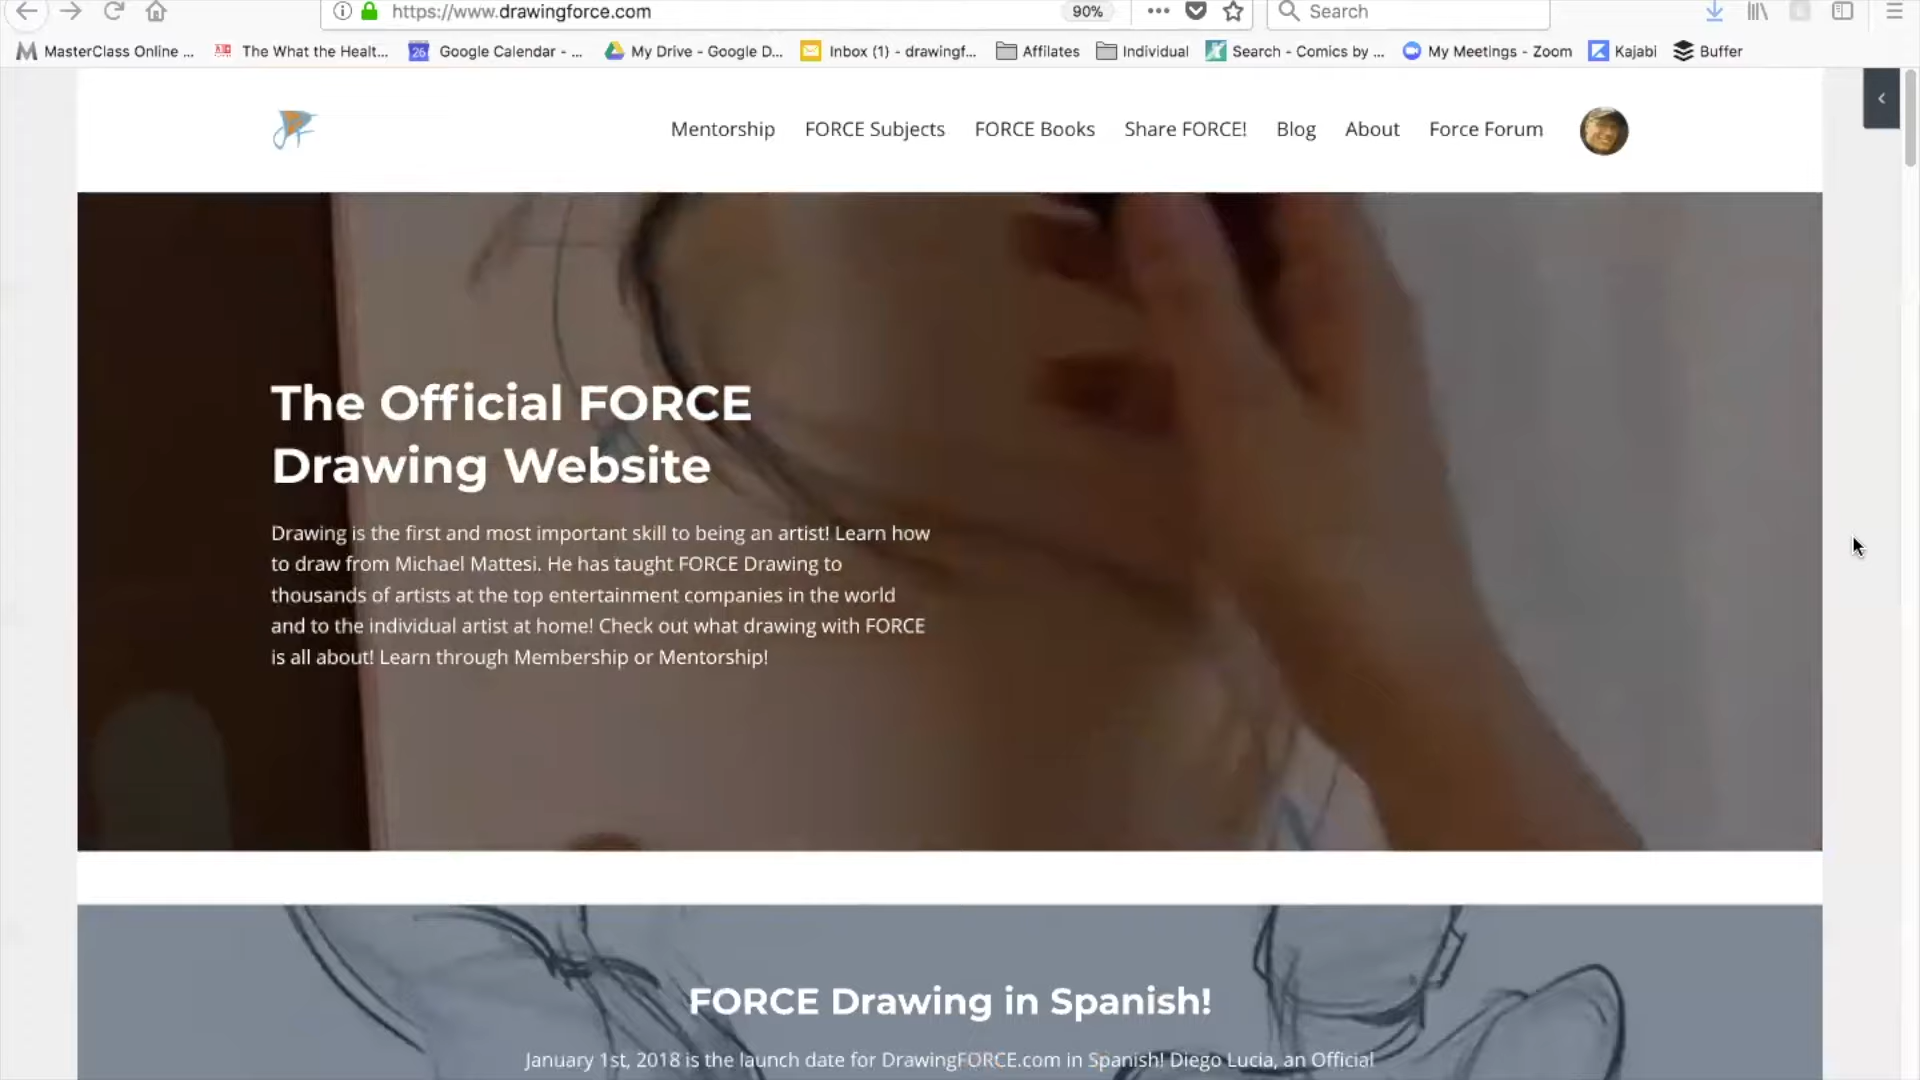 https://www.drawingforce.com
90%
Search
MasterClass Online ...
The What the Healt...
26
Google Calendar - ...
My Drive - Google D...
Inbox (1) - drawingf...
Affilates
Individual
Search - Comics by ...
My Meetings - Zoom
Kajabi
Buffer
Mentorship
FORCE Subjects
FORCE Books
Share FORCE!
Blog
About
Force Forum
The Official FORCE
Drawing Website
Drawing is the first and most important skill to being an artist! Learn how
to draw from Michael Mattesi. He has taught FORCE Drawing to
thousands of artists at the top entertainment companies in the world
and to the individual artist at home! Check out what drawing with FORCE
is all about! Learn through Membership or Mentorship!
FORCE Drawing in Spanish!
January 1st, 2018 is the launch date for DrawingFORCE.com in Spanish! Diego Lucia, an Official